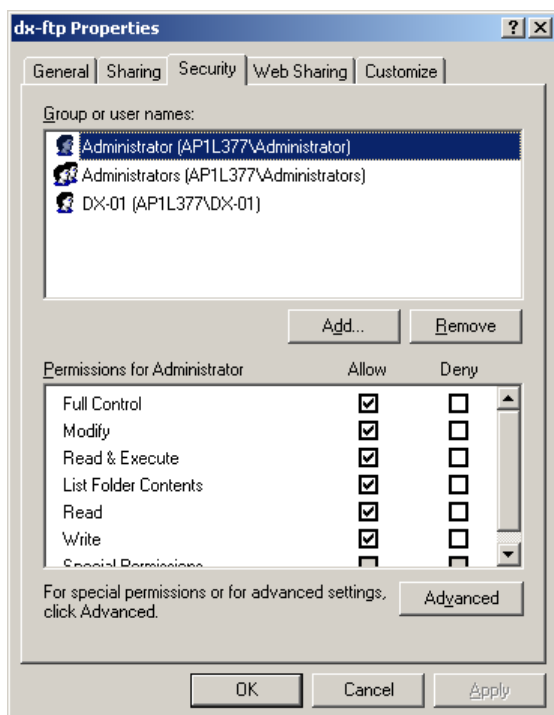 dx-ftp Properties
General Sharing Security Web Sharing Customize
Group or user names:
Administrator (AP1L377\Administrator)
Administrators (AP1L377\Administrators)
DX-01 (AP1L377\DX-01)
Add... Remove
Permissions for Administrator Allow Deny
Full Control
Modify
Read & Execute
List Folder Contents
Read
Write
Special Permissions
For special permissions or for advanced settings, Advanced
click Advanced.
OK Cancel Apply